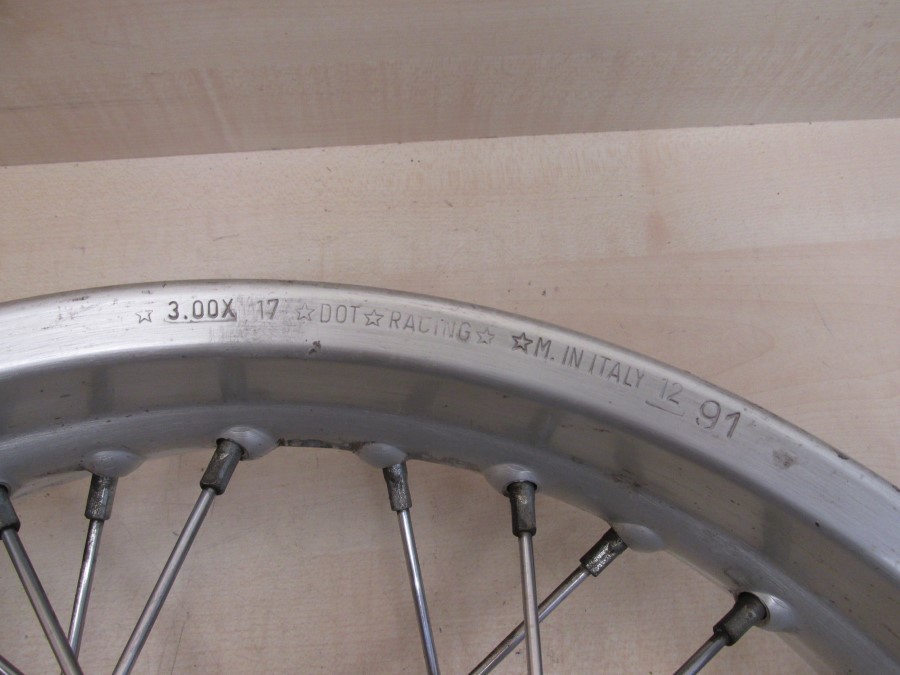 ☆ 3.00X 17 ☆DOT☆RACING☆ ☆M. IN ITALY 12 91